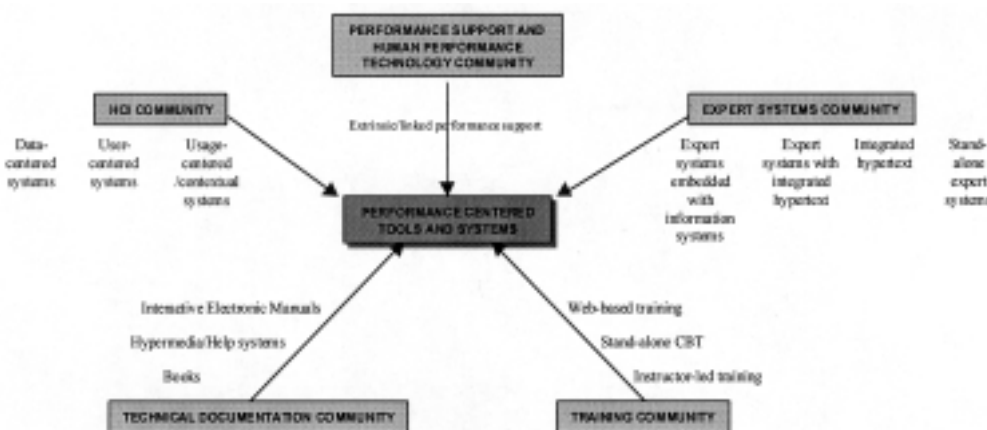 PERFORMANCE SUPPORT AND
HUMAN PERFORMANCE
TECHNOLOGY COMMUNITY
HCI COMMUNITY
EXPERT SYSTEMS COMMUNITY
Extrinsic/linked performance support
Data-
centered
systems
User-
centered
systems
Usage-
centered
/contextual
systems
Expert
systems
embedded
with
information
systems
Expert
systems with
integrated
hypertext
Integrated
hypertext
Stand-
alone
expert
systems
PERFORMANCE CENTERED
TOOLS AND SYSTEMS
Interactive Electronic Manuals
Hypermedia/Help systems
Books
Web-based training
Stand-alone CBT
Instructor-led training
TECHNICAL DOCUMENTATION COMMUNITY
TRAINING COMMUNITY